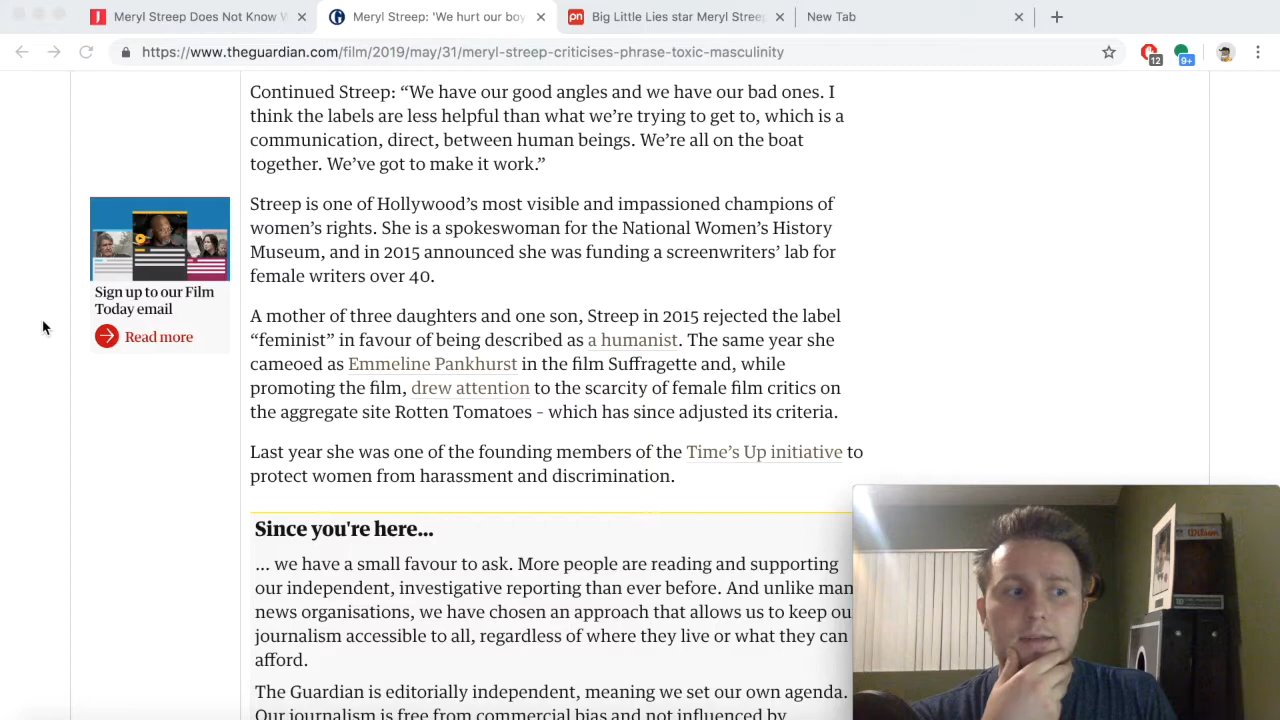 Meryl Streep Does Not Know
Meryl Streep: 'We hurt our boy
Big Little Lies star Meryl Stree
New Tab
https://www.theguardian.com/film/2019/may/31/meryl-streep-criticises-phrase-toxic-masculinity
12
9+
Continued Streep: “We have our good angles and we have our bad ones. I
think the labels are less helpful than what we’re trying to get to, which is a
communication, direct, between human beings. We’re all on the boat
together. We’ve got to make it work.”
Streep is one of Hollywood’s most visible and impassioned champions of
women’s rights. She is a spokeswoman for the National Women’s History
Museum, and in 2015 announced she was funding a screenwriters’ lab for
female writers over 40.
Sign up to our Film
Today email
Read more
A mother of three daughters and one son, Streep in 2015 rejected the label
“feminist” in favour of being described as a humanist. The same year she
cameoed as Emmeline Pankhurst in the film Suffragette and, while
promoting the film, drew attention to the scarcity of female film critics on
the aggregate site Rotten Tomatoes – which has since adjusted its criteria.
Last year she was one of the founding members of the Time’s Up initiative to
protect women from harassment and discrimination.
Since you're here...
... we have a small favour to ask. More people are reading and supporting
our independent, investigative reporting than ever before. And unlike man
news organisations, we have chosen an approach that allows us to keep ou
journalism accessible to all, regardless of where they live or what they can
afford.
The Guardian is editorially independent, meaning we set our own agenda.
Our journalism is free from commercial bias and not influenced by
Wilson